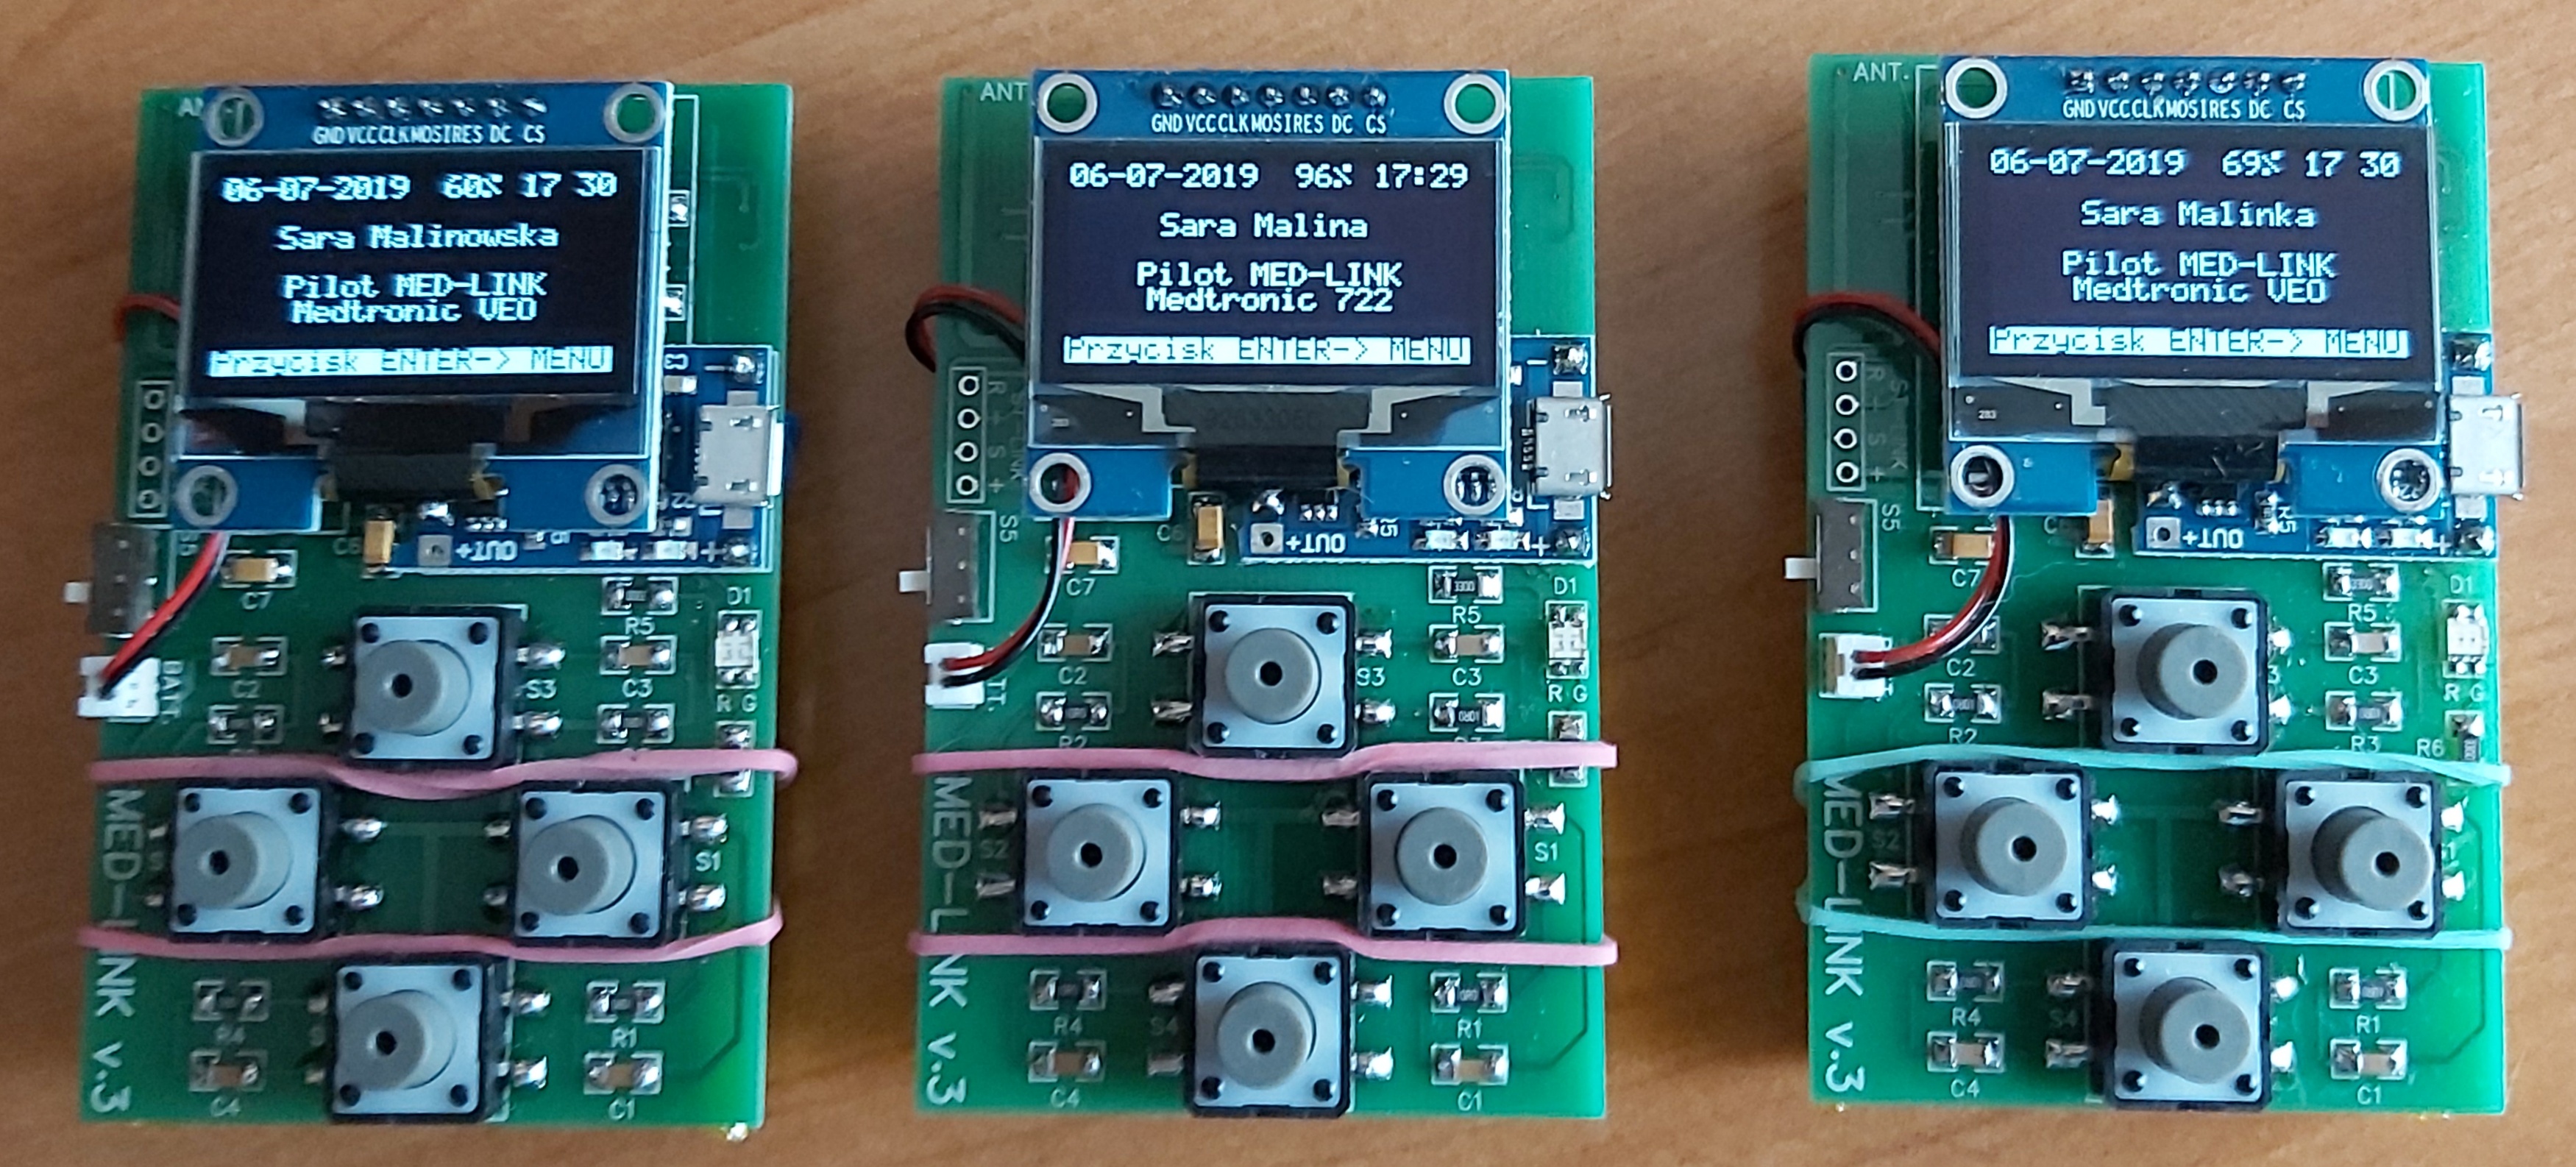 GND VCC CLK MOSI RES DC CS
06-07-2019 60% 17 30
Sara Malinowska
Pilot MED-LINK
Medtronic VEO
Przycisk ENTER-> MENU
C3
OUT+
C6
C7
R5
D1
C2
S3
C3
BATT.
R G
S1
R4
R1
C4
C1
MED-LINK v.3
ANT
GND VCC CLK MOSI RES DC CS
06-07-2019 96% 17:29
Sara Malina
Pilot MED-LINK
Medtronic 722
Przycisk ENTER-> MENU
R + S +
S5
C6
OUT+
C7
R5
D1
C2
C3
R G
R2
S2
S1
R4
S4
R1
C4
C1
MED-LINK v.3
ANT.
GND VCC CLK MOSI RES DC CS
06-07-2019 69% 17 30
Sara Malinka
Pilot MED-LINK
Medtronic VEO
Przycisk ENTER-> MENU
283
R + S +
S5
R5
OUT+
C7
R5
D1
C2
C3
R G
R2
R3
R6
S2
R4
S4
R1
C4
C1
MED-LINK v.3